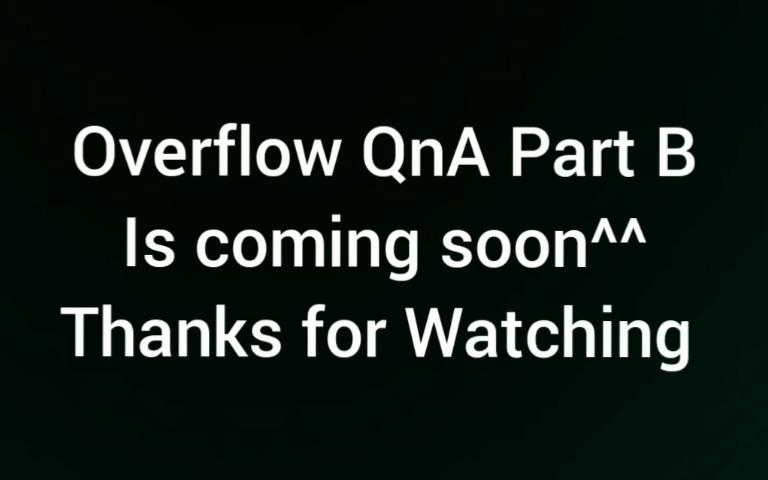 Overflow QnA Part B
Is coming soon^^
Thanks for Watching